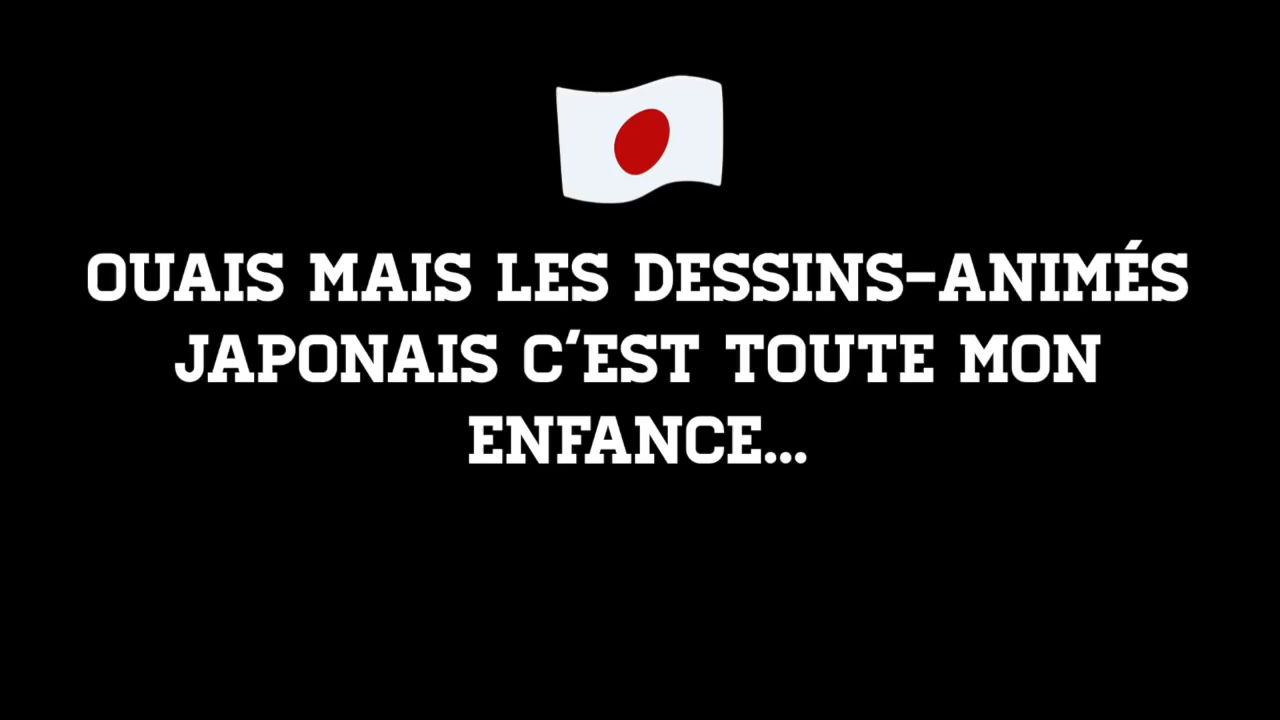 OUAIS MAIS LES DESSINS-ANIMÉS
JAPONAIS C'EST TOUTE MON
ENFANCE...